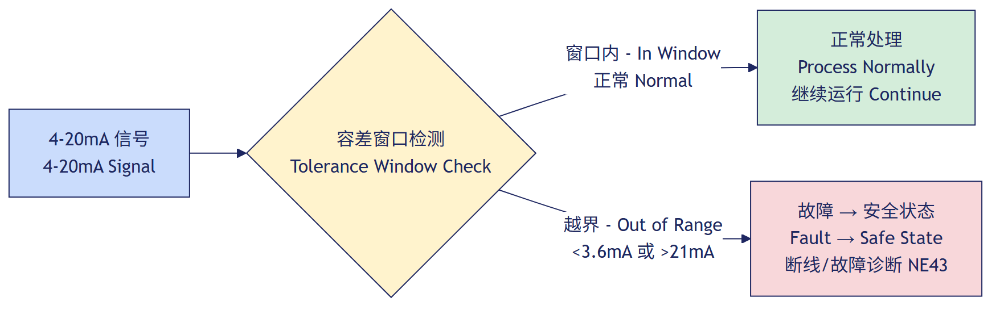 4-20mA 信号
4-20mA Signal
容差窗口检测
Tolerance Window Check
窗口内 - In Window
正常 Normal
正常处理
Process Normally
继续运行 Continue
越界 - Out of Range
<3.6mA 或 >21mA
故障 → 安全状态
Fault → Safe State
断线/故障诊断 NE43